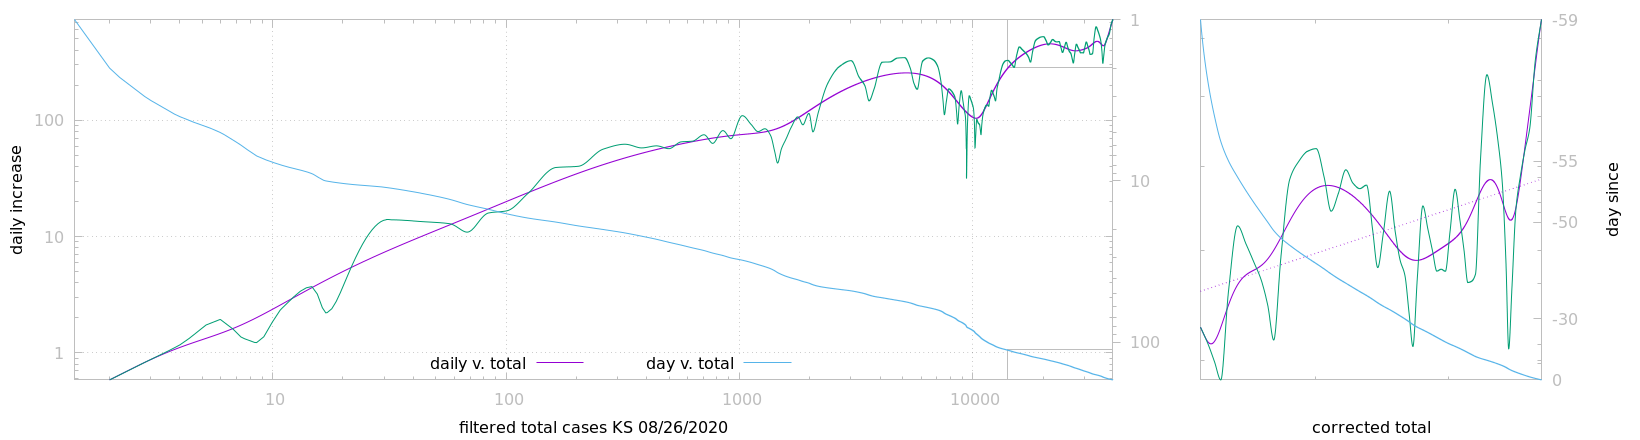 daily increase
100
10
1
10
100
1000
10000
1
10
100
daily v. total
day v. total
filtered total cases KS 08/26/2020
-59
-55
-50
-30
0
day since
corrected total